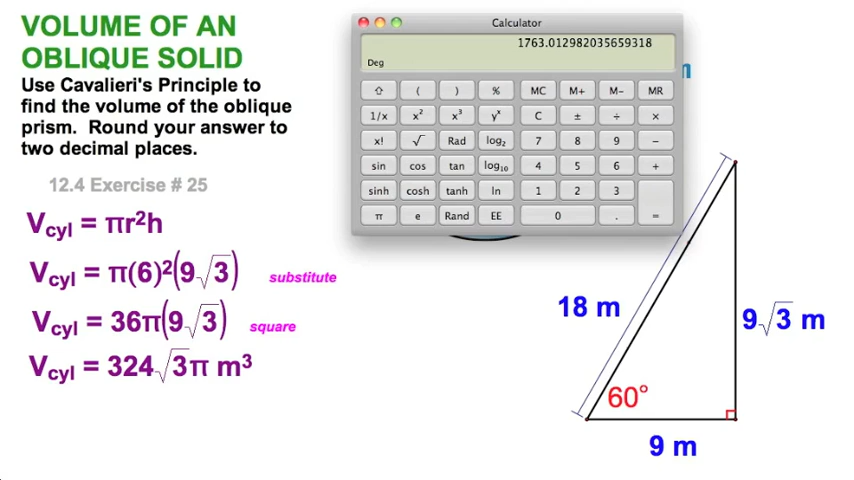 VOLUME OF AN
OBLIQUE SOLID
Use Cavalieri's Principle to
find the volume of the oblique
prism. Round your answer to
two decimal places.
12.4 Exercise # 25
Vcyl = πr²h
Vcyl = π(6)²(9√3) substitute
Vcyl = 36π(9√3) square
Vcyl = 324√3π m³
Calculator
1763.012982035659318
Deg
⇧ ( ) % MC M+ M− MR
1/x x² x³ yˣ C ± ÷ ×
x! √ Rad log₂ 7 8 9 −
sin cos tan log₁₀ 4 5 6 +
sinh cosh tanh ln 1 2 3
π e Rand EE 0 . =
18 m
9√3 m
60°
9 m